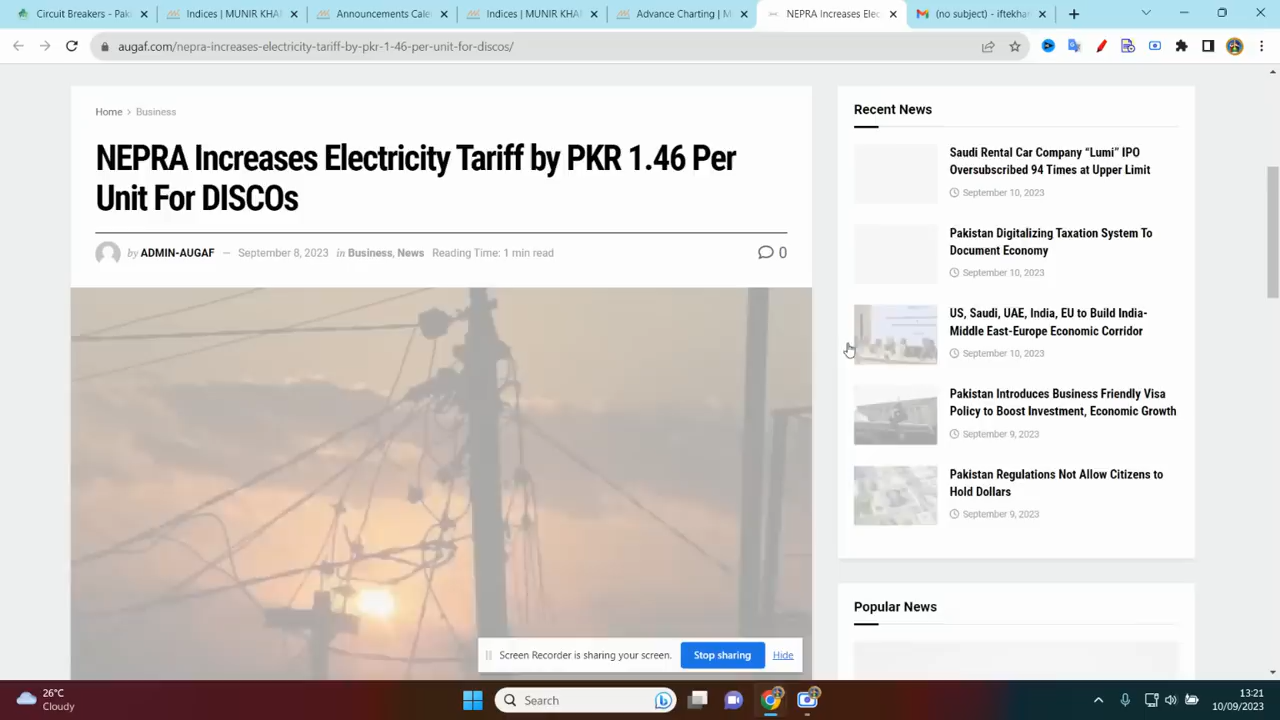 Circuit Breakers - Pak
Indices | MUNIR KHA
Announcements Cale
Indices | MUNIR KHA
Advance Charting | M
NEPRA Increases Elec
(no subject) - iftekhar
augaf.com/nepra-increases-electricity-tariff-by-pkr-1-46-per-unit-for-discos/
Home > Business
NEPRA Increases Electricity Tariff by PKR 1.46 Per
Unit For DISCOs
by ADMIN-AUGAF — September 8, 2023 in Business, News Reading Time: 1 min read
0
Recent News
Saudi Rental Car Company “Lumi” IPO
Oversubscribed 94 Times at Upper Limit
September 10, 2023
Pakistan Digitalizing Taxation System To
Document Economy
September 10, 2023
US, Saudi, UAE, India, EU to Build India-
Middle East-Europe Economic Corridor
September 10, 2023
Pakistan Introduces Business Friendly Visa
Policy to Boost Investment, Economic Growth
September 9, 2023
Pakistan Regulations Not Allow Citizens to
Hold Dollars
September 9, 2023
Popular News
Screen Recorder is sharing your screen.
Stop sharing
Hide
26°C
Cloudy
Search
13:21
10/09/2023